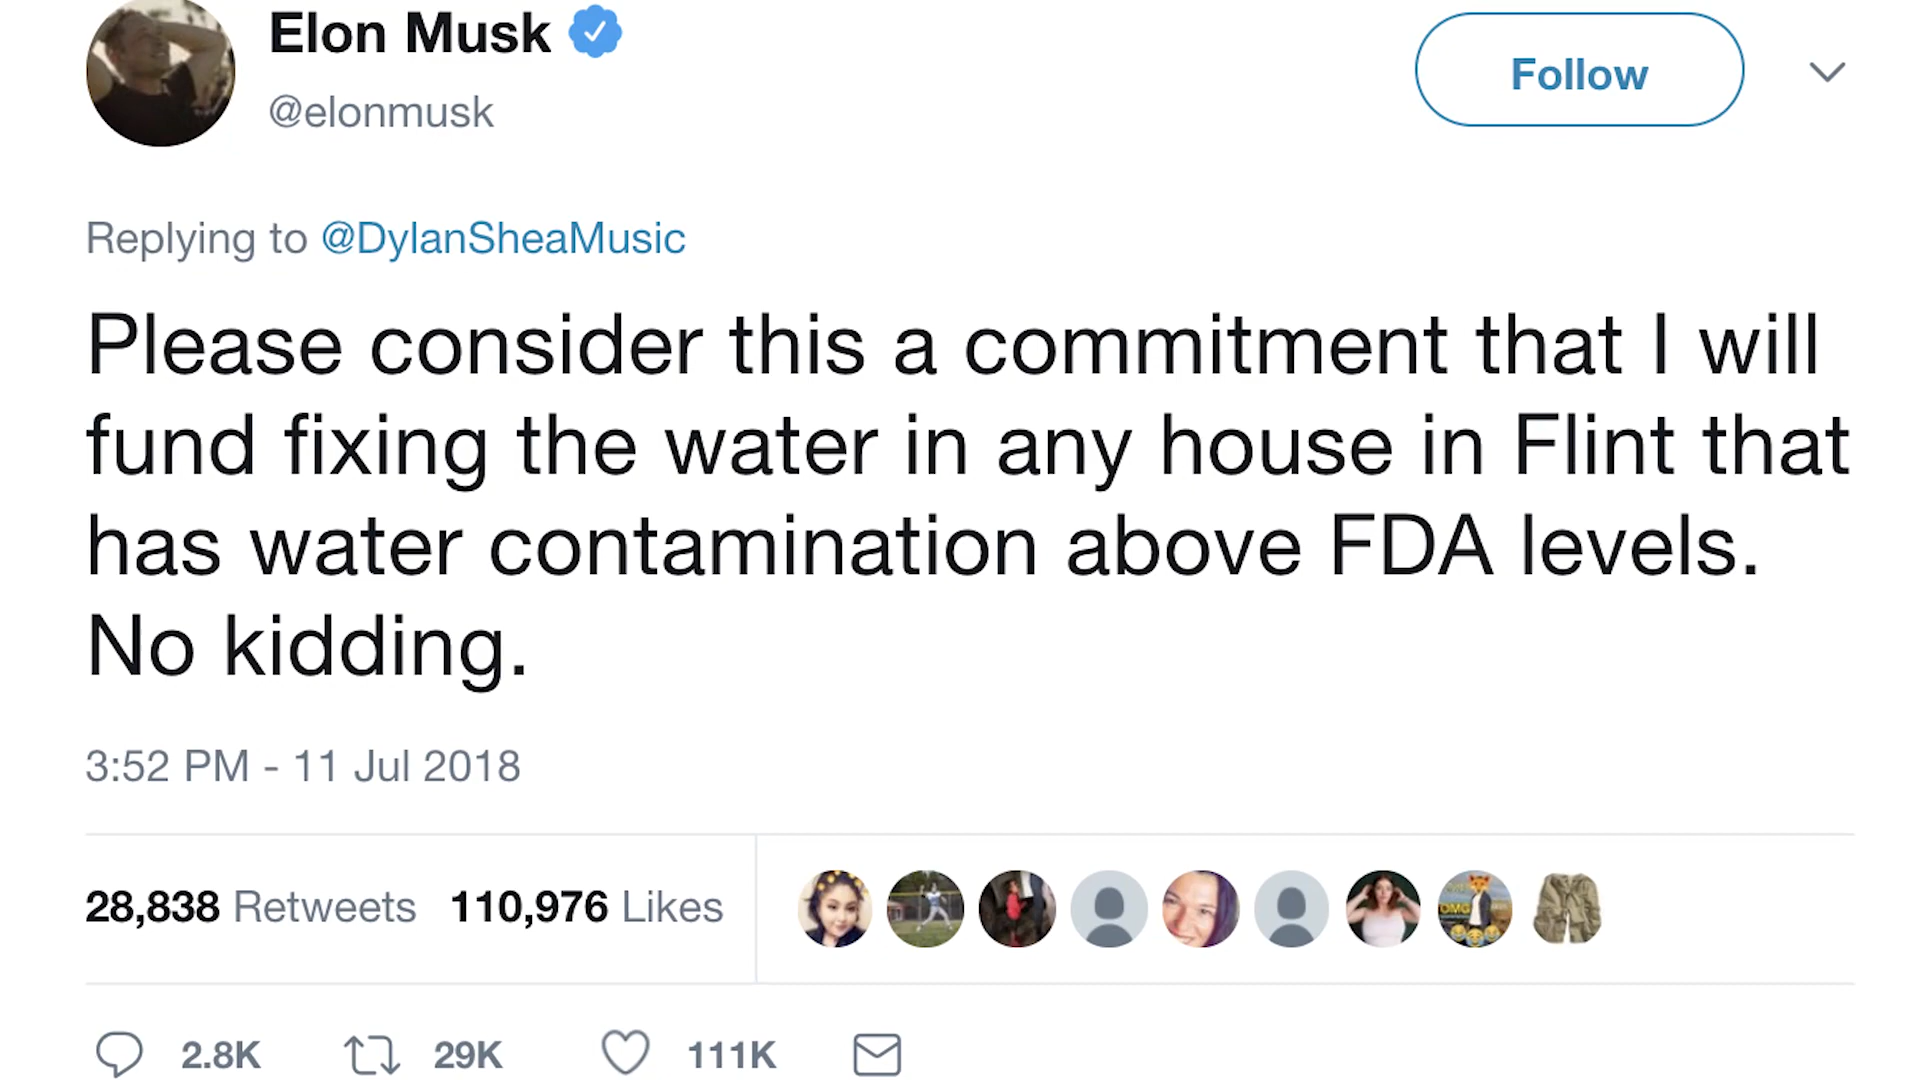 Elon Musk
@elonmusk
Follow
Replying to @DylanSheaMusic
Please consider this a commitment that I will
fund fixing the water in any house in Flint that
has water contamination above FDA levels.
No kidding.
3:52 PM - 11 Jul 2018
28,838 Retweets 110,976 Likes
OMG
2.8K 29K 111K